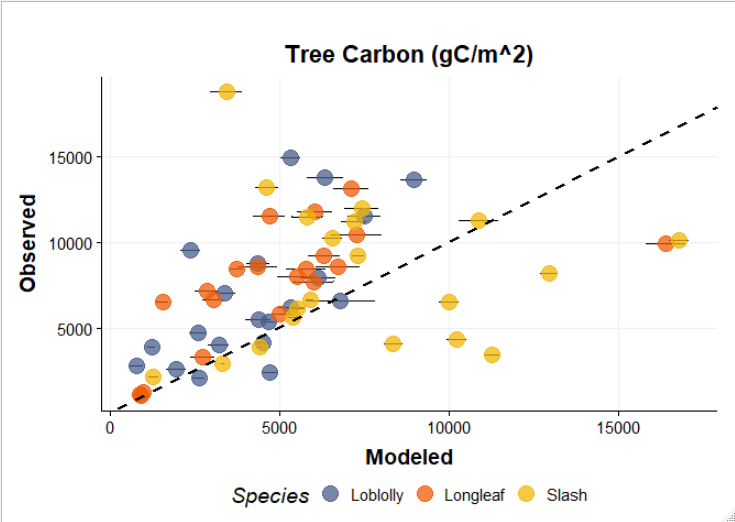 Tree Carbon (gC/m^2)
Observed
15000
10000
5000
0
5000
10000
15000
Modeled
Species Loblolly Longleaf Slash